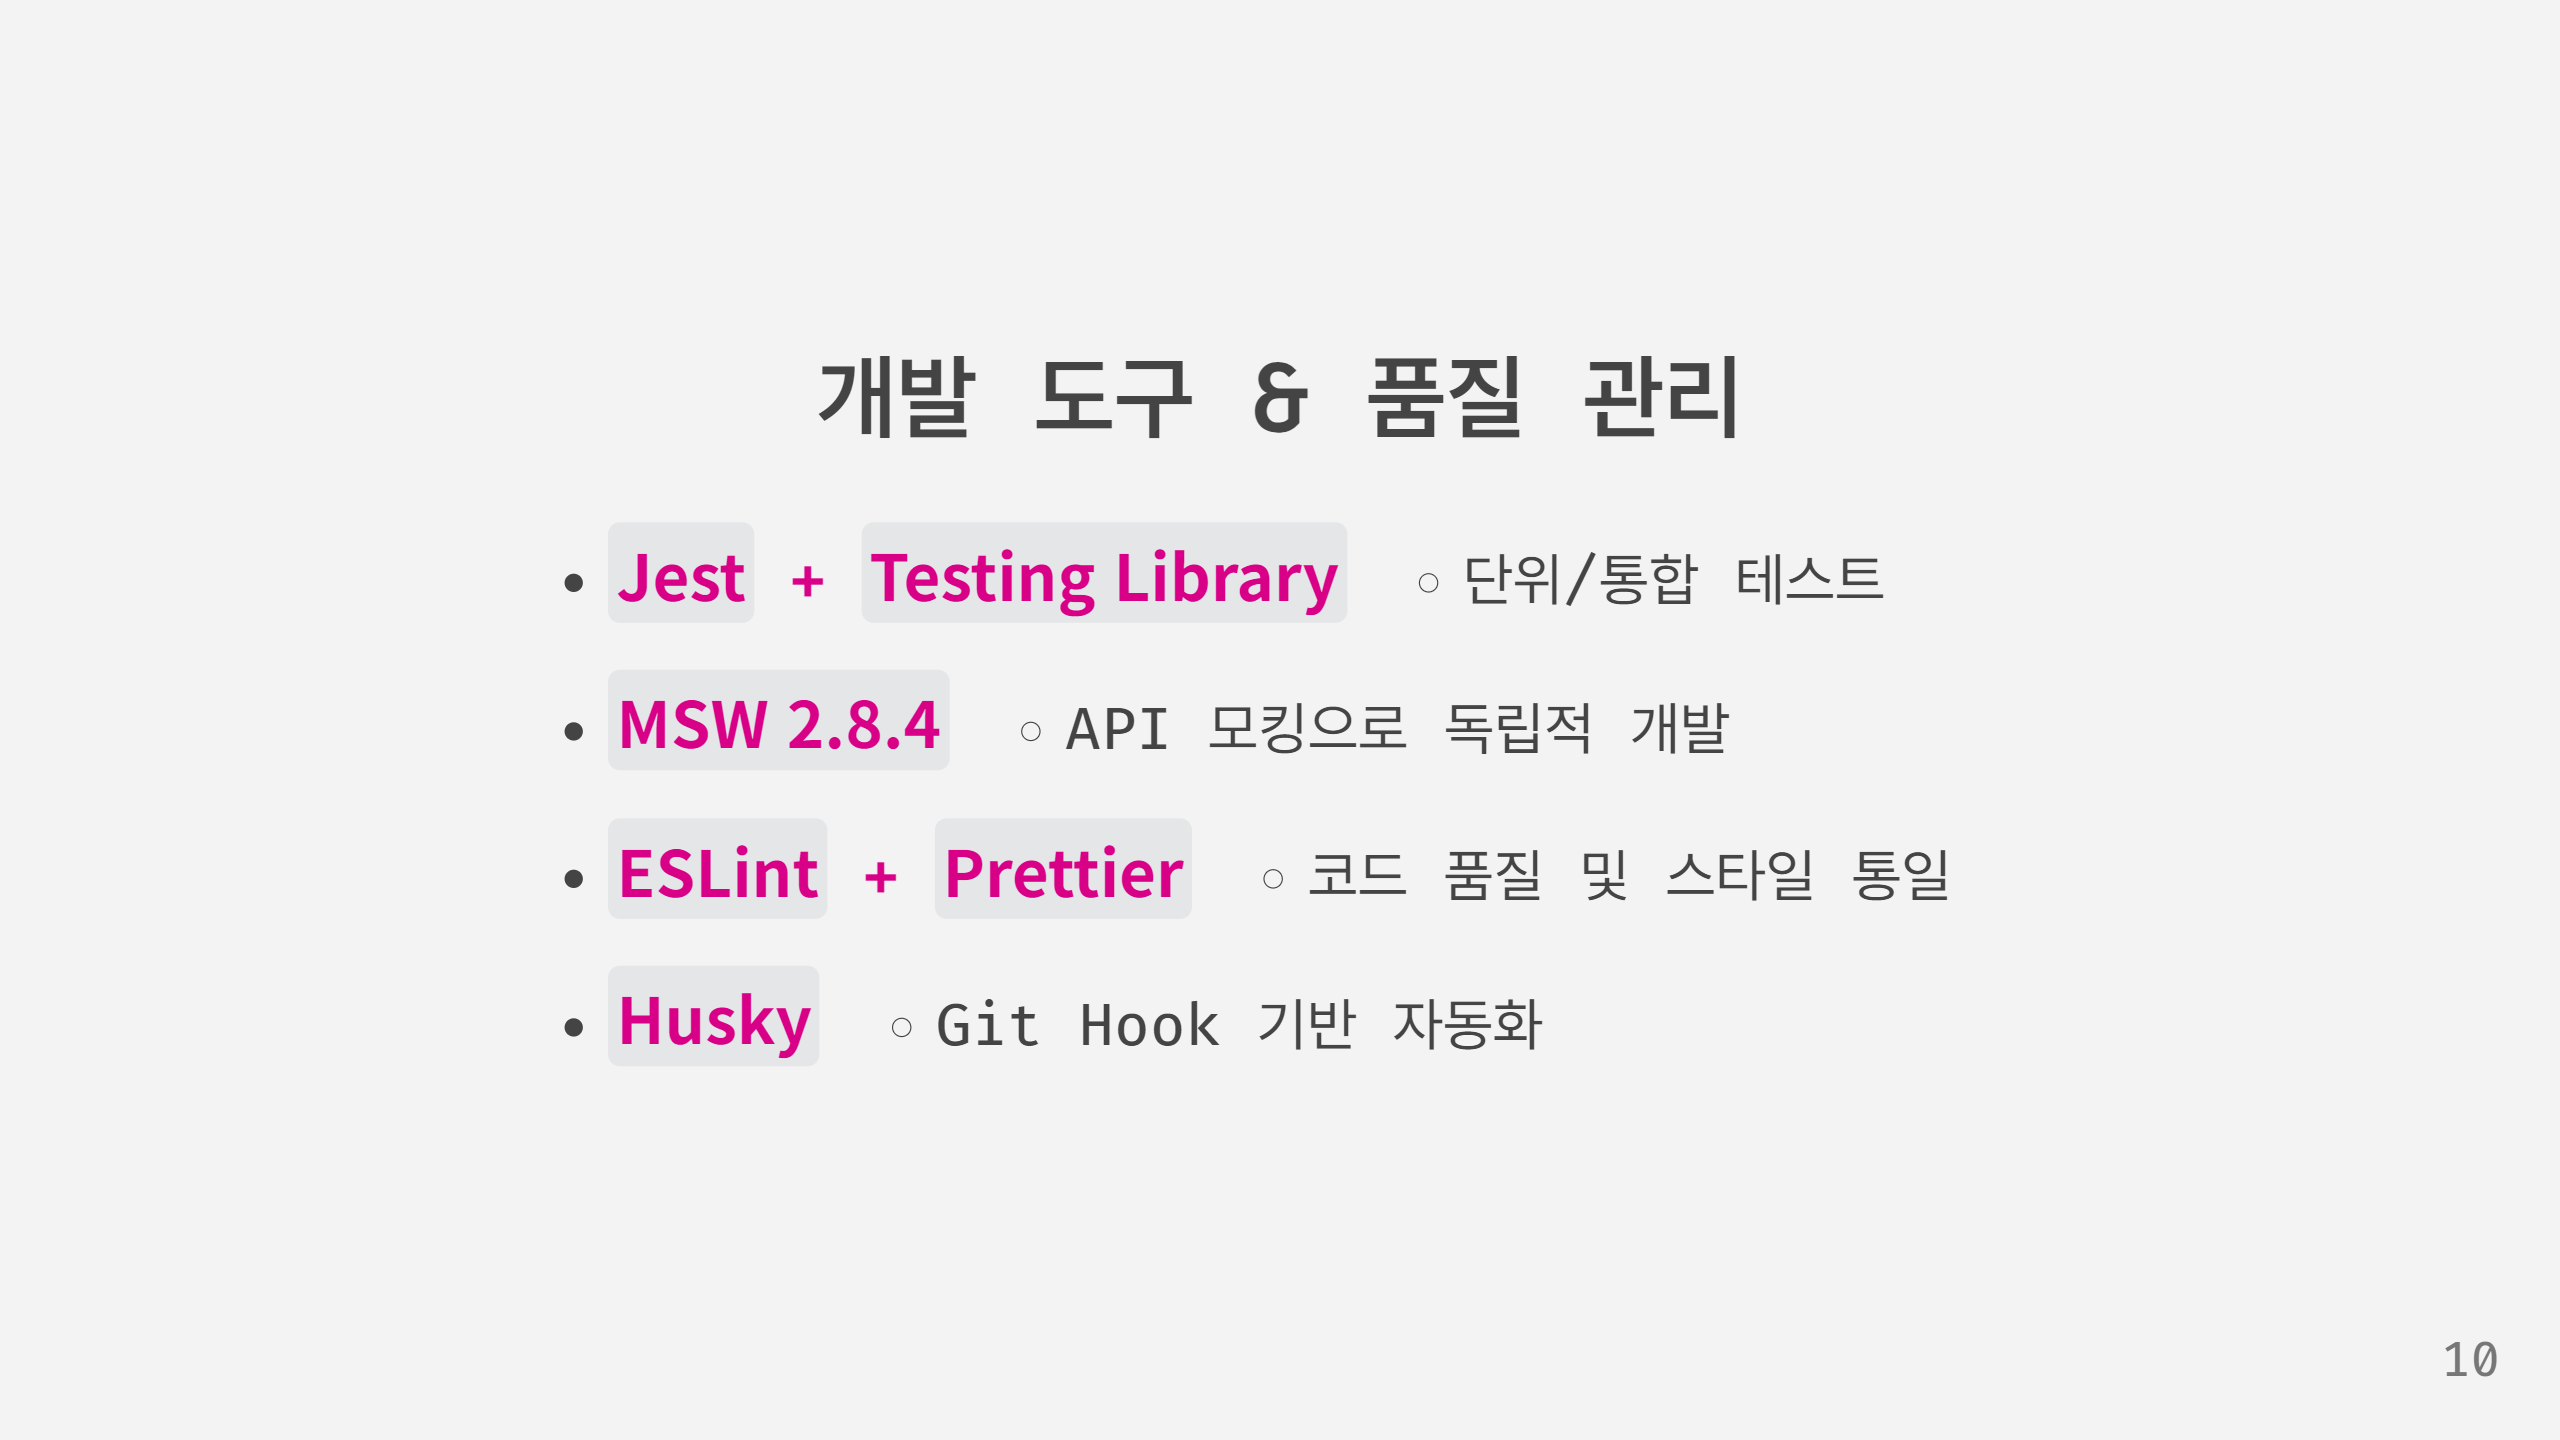 개발 도구 & 품질 관리
• Jest + Testing Library ◦ 단위/통합 테스트
• MSW 2.8.4 ◦ API 모킹으로 독립적 개발
• ESLint + Prettier ◦ 코드 품질 및 스타일 통일
• Husky ◦ Git Hook 기반 자동화
10